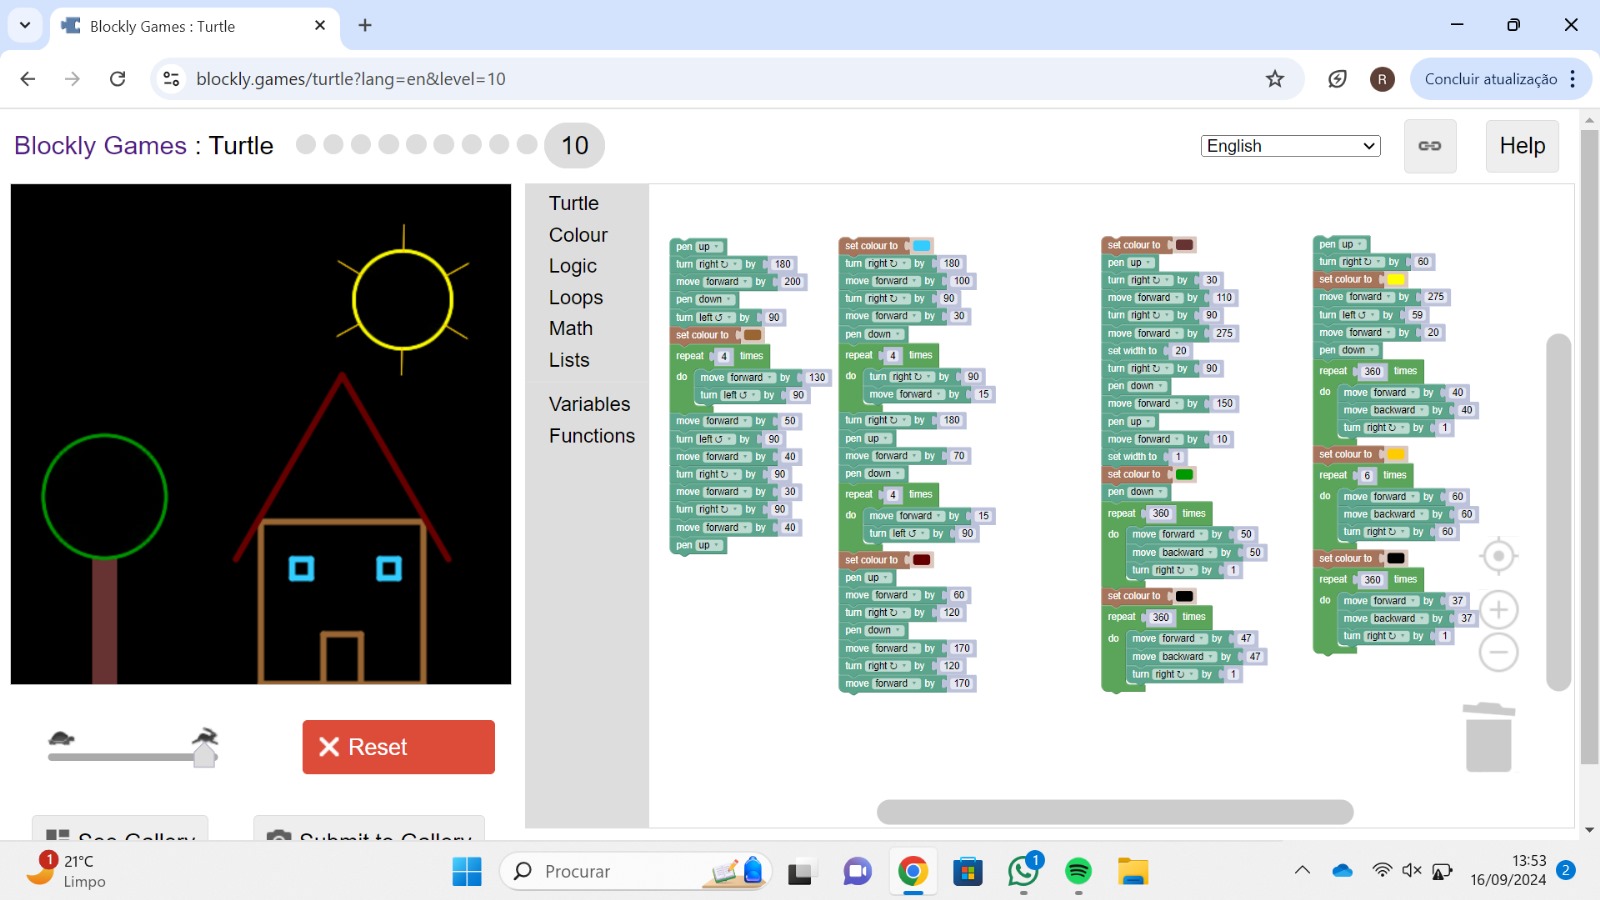 Blockly Games : Turtle
blockly.games/turtle?lang=en&level=10
R
Concluir atualização
Blockly Games : Turtle
10
English
Help
Turtle
Colour
Logic
Loops
Math
Lists
Variables
Functions
pen up
turn right ↻ by 180
move forward by 200
pen down
turn left ↺ by 90
set colour to
repeat 4 times
do move forward by 130
turn left ↺ by 90
move forward by 50
turn left ↺ by 90
move forward by 40
turn right ↻ by 90
move forward by 30
turn right ↻ by 90
move forward by 40
pen up
set colour to
turn right ↻ by 180
move forward by 100
turn right ↻ by 90
move forward by 30
pen down
repeat 4 times
do turn right ↻ by 90
move forward by 15
turn right ↻ by 180
pen up
move forward by 70
pen down
repeat 4 times
do move forward by 15
turn left ↺ by 90
set colour to
pen up
move forward by 60
turn right ↻ by 120
pen down
move forward by 170
turn right ↻ by 120
move forward by 170
set colour to
pen up
turn right ↻ by 30
move forward by 110
turn right ↻ by 90
move forward by 275
set width to 20
turn right ↻ by 90
pen down
move forward by 150
pen up
move forward by 10
set width to 1
set colour to
pen down
repeat 360 times
do move forward by 50
move backward by 50
turn right ↻ by 1
set colour to
repeat 360 times
do move forward by 47
move backward by 47
turn right ↻ by 1
pen up
turn right ↻ by 60
set colour to
move forward by 275
turn left ↺ by 59
move forward by 20
pen down
repeat 360 times
do move forward by 40
move backward by 40
turn right ↻ by 1
set colour to
repeat 6 times
do move forward by 60
move backward by 60
turn right ↻ by 60
set colour to
repeat 360 times
do move forward by 37
move backward by 37
turn right ↻ by 1
Reset
See Gallery
Submit to Gallery
1
21°C
Limpo
Procurar
1
13:53
16/09/2024
2